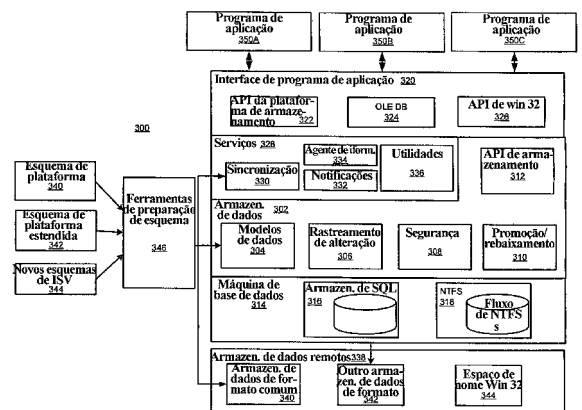 Programa de
aplicação
350A
Programa de
aplicação
350B
Programa de
aplicação
350C
Interface de programa de aplicação 320
API da platafor-
ma de armaze-
namento
322
OLE DB
324
API de win 32
326
300
Serviços 328
Agente de iform.
334
Sincronização
330
Notificações
332
Utilidades
336
API de arma-
zenamento
312
Esquema de
plataforma
340
Esquema de
plataforma
estendida
342
Novos esquemas
de ISV
344
Ferramentas
de preparação
de esquema
346
Armazen. 302
de dados
Modelos
de dados
304
Rastreamento
de alteração
306
Segurança
308
Promoção/
rebaixamento
310
Máquina de
base de dados
314
Armazen. de SQL
316
NTFS
318
Fluxo
de NTFS
s
Armazen. de dados remotos 338
Armazen. de
dados de for-
mato comum
340
Outro arma-
zen. de dados
de formato
342
Espaço de
nome Win 32
344